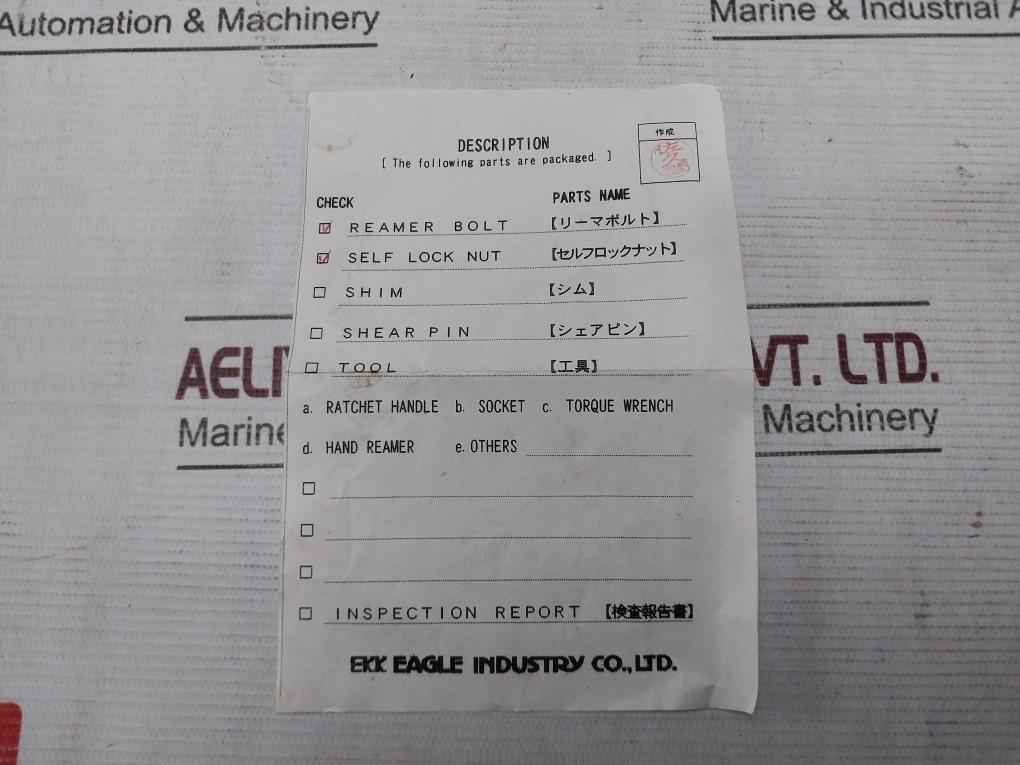 Automation & Machinery
Marine & Industrial A
DESCRIPTION
[ The following parts are packaged. ]
作成
CHECK PARTS NAME
☑ REAMER BOLT 【リーマボルト】
☑ SELF LOCK NUT 【セルフロックナット】
☐ SHIM 【シム】
☐ SHEAR PIN 【シェアピン】
☐ TOOL 【工具】
a. RATCHET HANDLE b. SOCKET c. TORQUE WRENCH
d. HAND REAMER e. OTHERS
☐
☐
☐
☐ INSPECTION REPORT 【検査報告書】
EKK EAGLE INDUSTRY CO., LTD.
AELI VT. LTD.
Marine Machinery